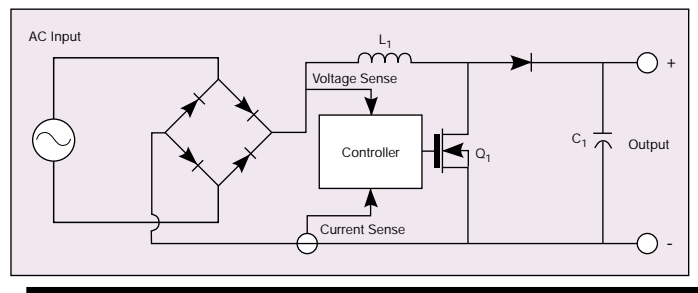 AC Input
L1
+
Voltage Sense
Controller
Q1
C1
Output
Current Sense
-